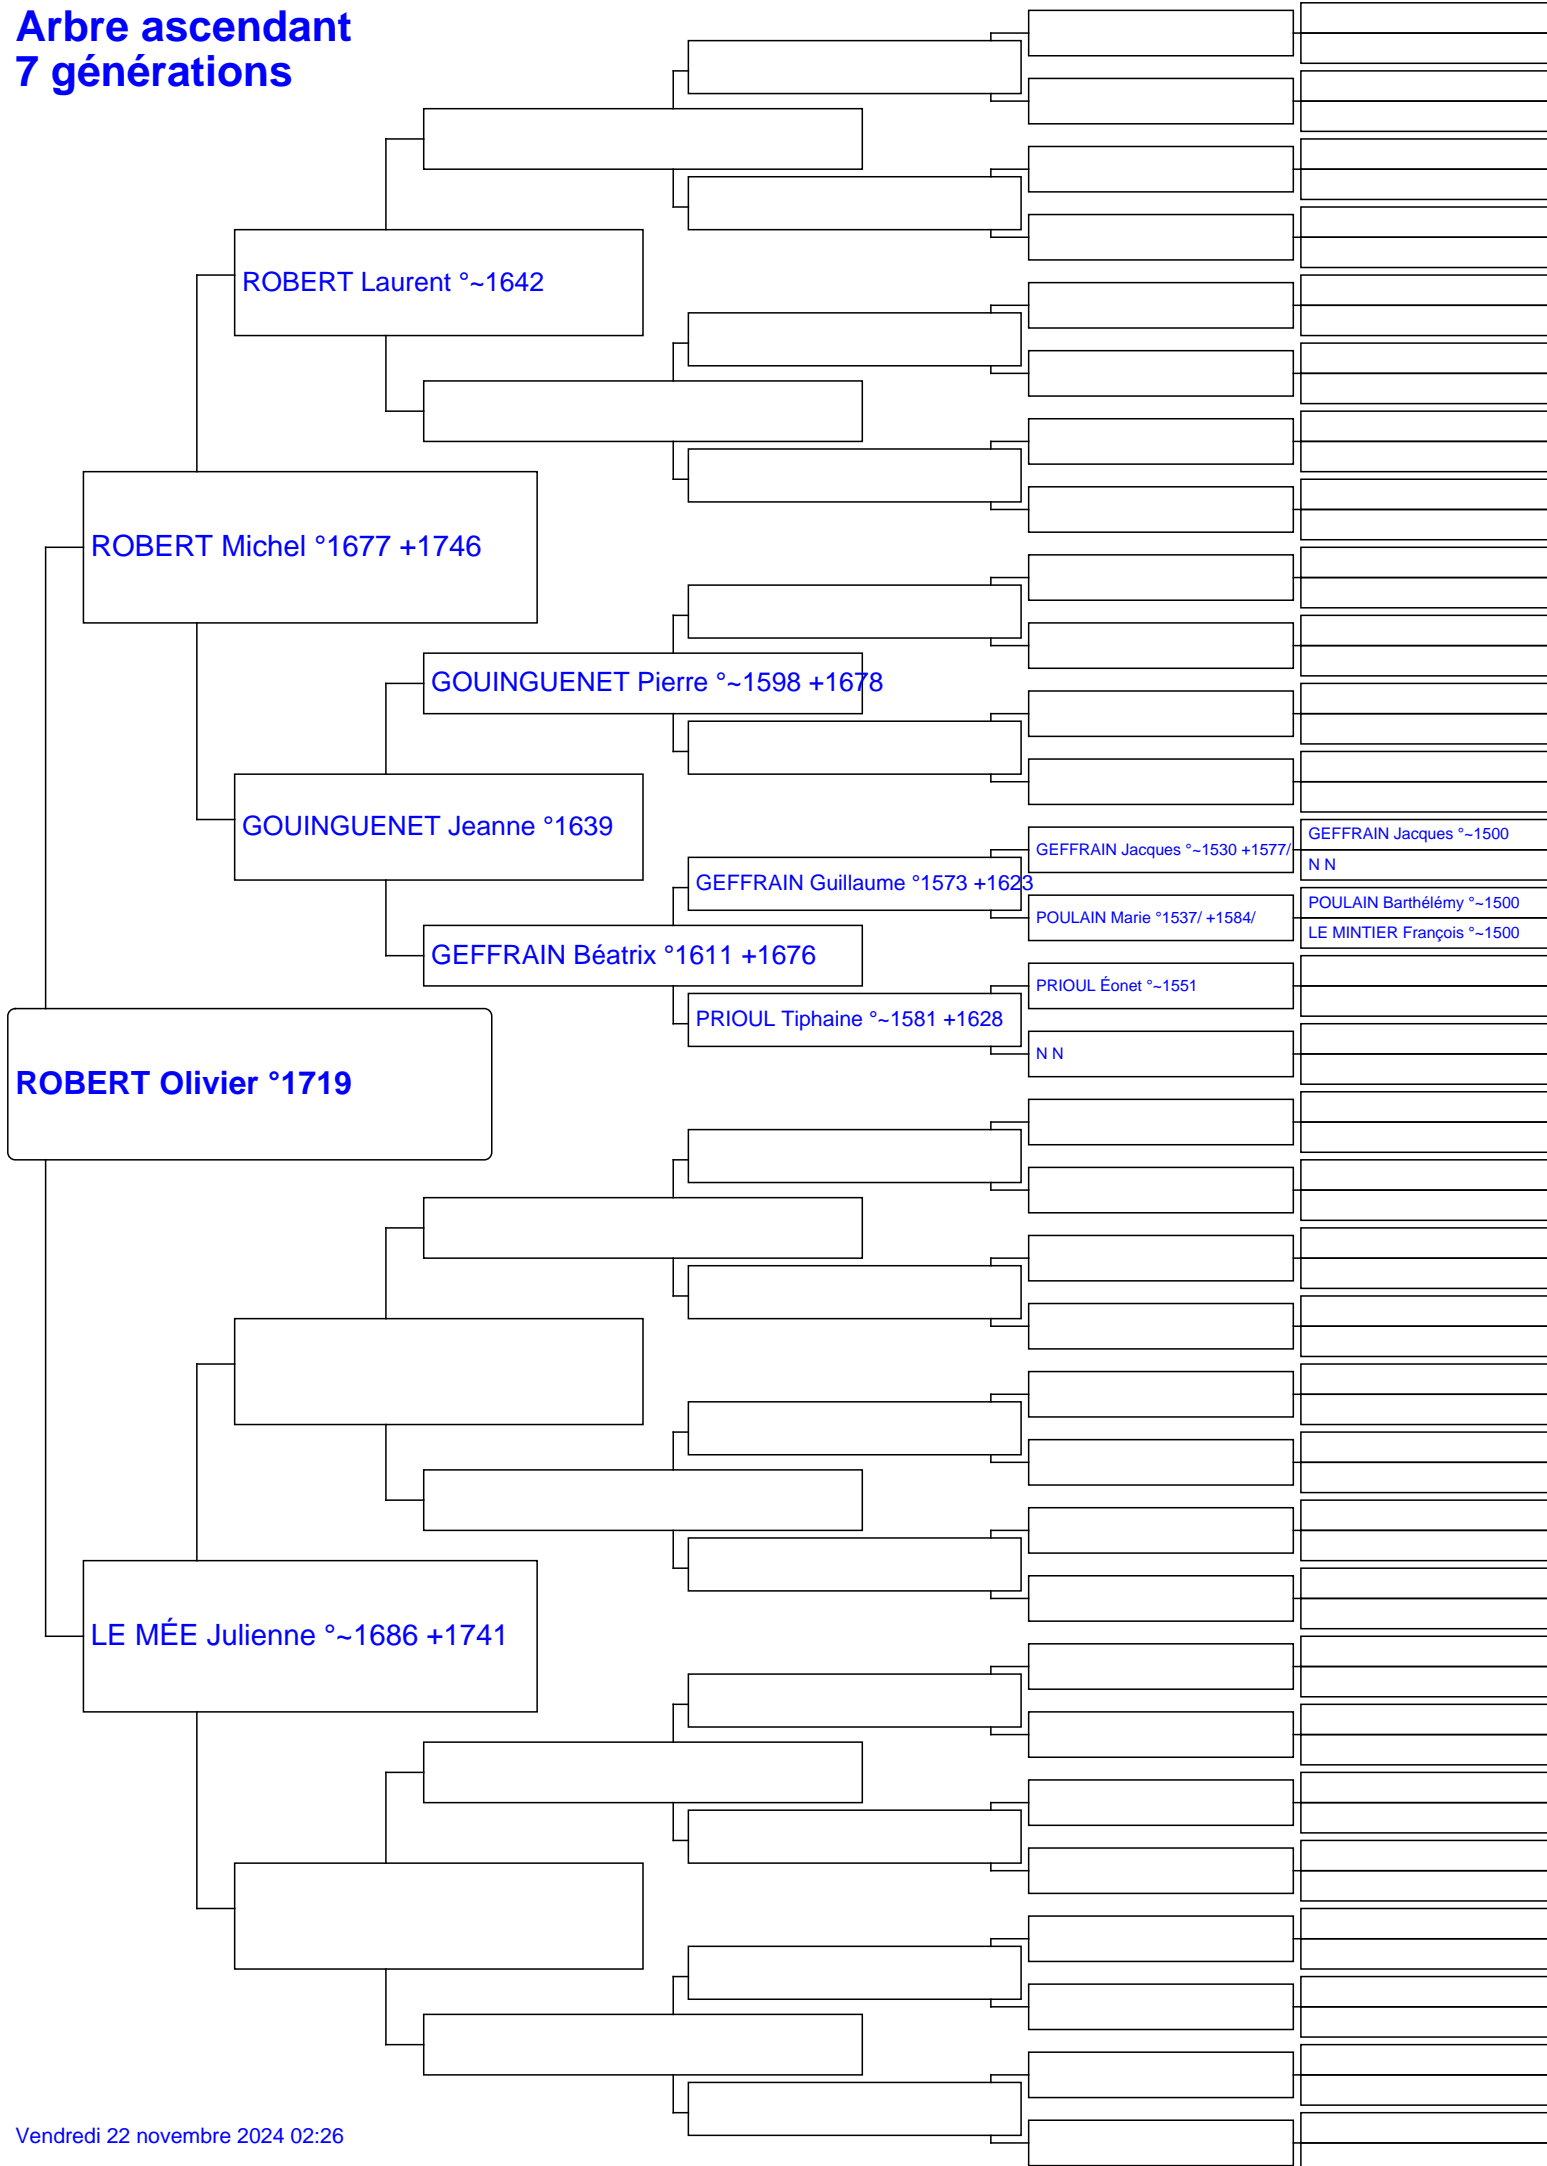 Arbre ascendant
7 générations
ROBERT Laurent °~1642
ROBERT Michel °1677 +1746
GOUINGUENET Pierre °~1598 +1678
GOUINGUENET Jeanne °1639
GEFFRAIN Jacques °~1500
GEFFRAIN Jacques °~1530 +1577/
N N
GEFFRAIN Guillaume °1573 +1623
POULAIN Barthélémy °~1500
POULAIN Marie °1537/ +1584/
LE MINTIER François °~1500
GEFFRAIN Béatrix °1611 +1676
PRIOUL Éonet °~1551
PRIOUL Tiphaine °~1581 +1628
N N
ROBERT Olivier °1719
LE MÉE Julienne °~1686 +1741
Vendredi 22 novembre 2024 02:26